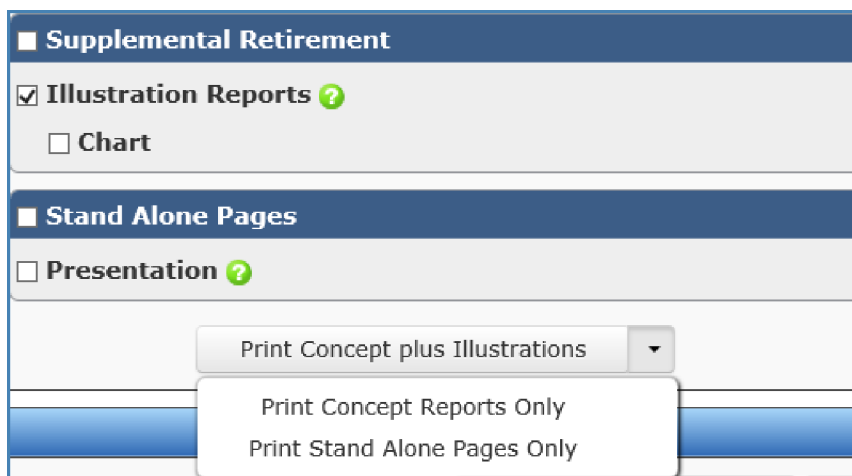 Supplemental Retirement
Illustration Reports ?
Chart
Stand Alone Pages
Presentation ?
Print Concept plus Illustrations
Print Concept Reports Only
Print Stand Alone Pages Only